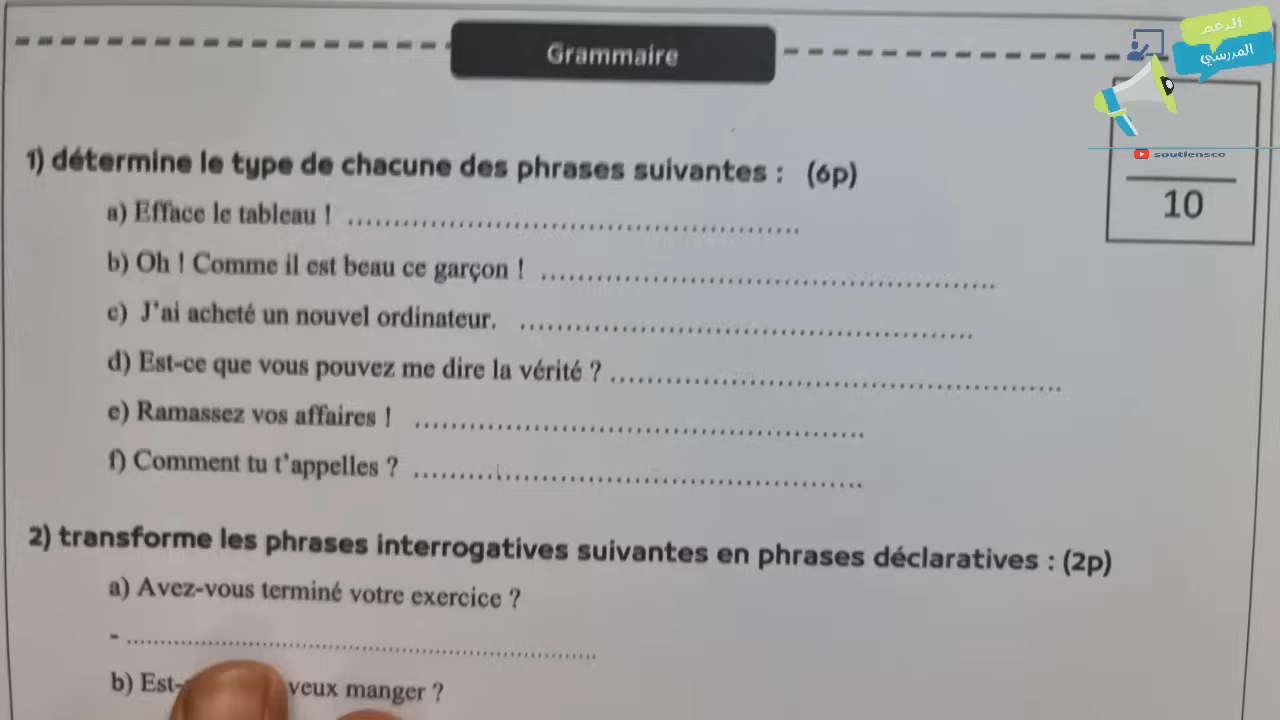 الدعم
المدرسي
soutiensco
Grammaire
10
1) détermine le type de chacune des phrases suivantes : (6p)
a) Efface le tableau ! ....................................................
b) Oh ! Comme il est beau ce garçon ! ....................................................
c) J'ai acheté un nouvel ordinateur. ....................................................
d) Est-ce que vous pouvez me dire la vérité ? ....................................................
e) Ramassez vos affaires ! ....................................................
f) Comment tu t'appelles ? ....................................................
2) transforme les phrases interrogatives suivantes en phrases déclaratives : (2p)
a) Avez-vous terminé votre exercice ?
- ....................................................
b) Est- veux manger ?